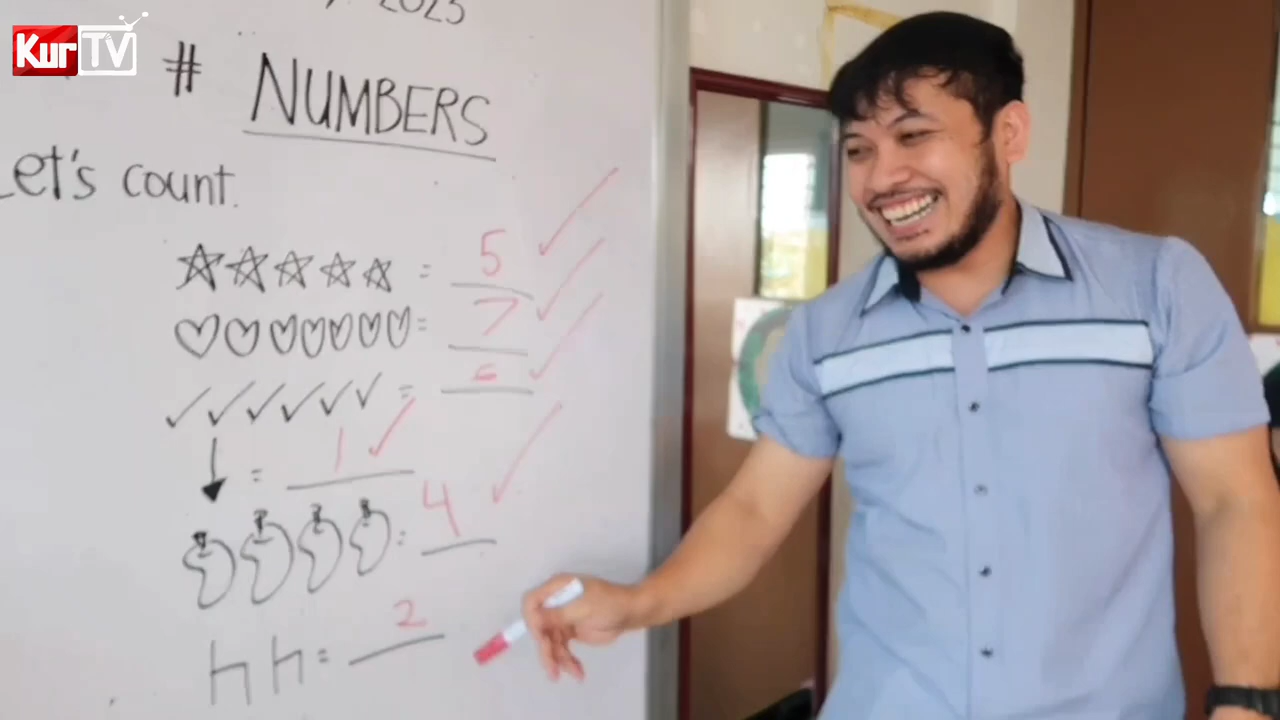 KurTV
2023
# NUMBERS
Let's count.
= 5
= 7
= 6
= 1
= 4
= 2